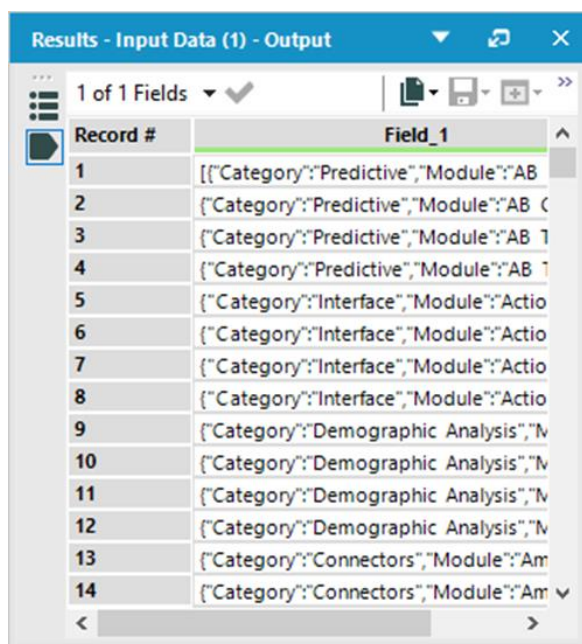 Results - Input Data (1) - Output
1 of 1 Fields
Record # Field_1
1 [{"Category":"Predictive","Module":"AB
2 {"Category":"Predictive","Module":"AB
3 {"Category":"Predictive","Module":"AB
4 {"Category":"Predictive","Module":"AB
5 {"Category":"Interface","Module":"Actio
6 {"Category":"Interface","Module":"Actio
7 {"Category":"Interface","Module":"Actio
8 {"Category":"Interface","Module":"Actio
9 {"Category":"Demographic Analysis","M
10 {"Category":"Demographic Analysis","M
11 {"Category":"Demographic Analysis","M
12 {"Category":"Demographic Analysis","M
13 {"Category":"Connectors","Module":"Am
14 {"Category":"Connectors","Module":"Am